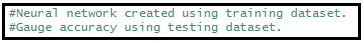 #Neural network created using training dataset.
#Gauge accuracy using testing dataset.